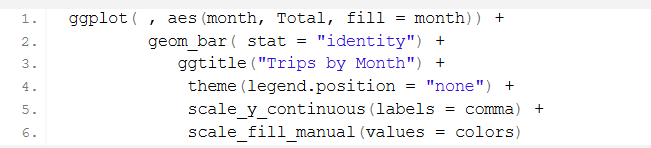 1. ggplot( , aes(month, Total, fill = month)) +
2. geom_bar( stat = "identity") +
3. ggtitle("Trips by Month") +
4. theme(legend.position = "none") +
5. scale_y_continuous(labels = comma) +
6. scale_fill_manual(values = colors)